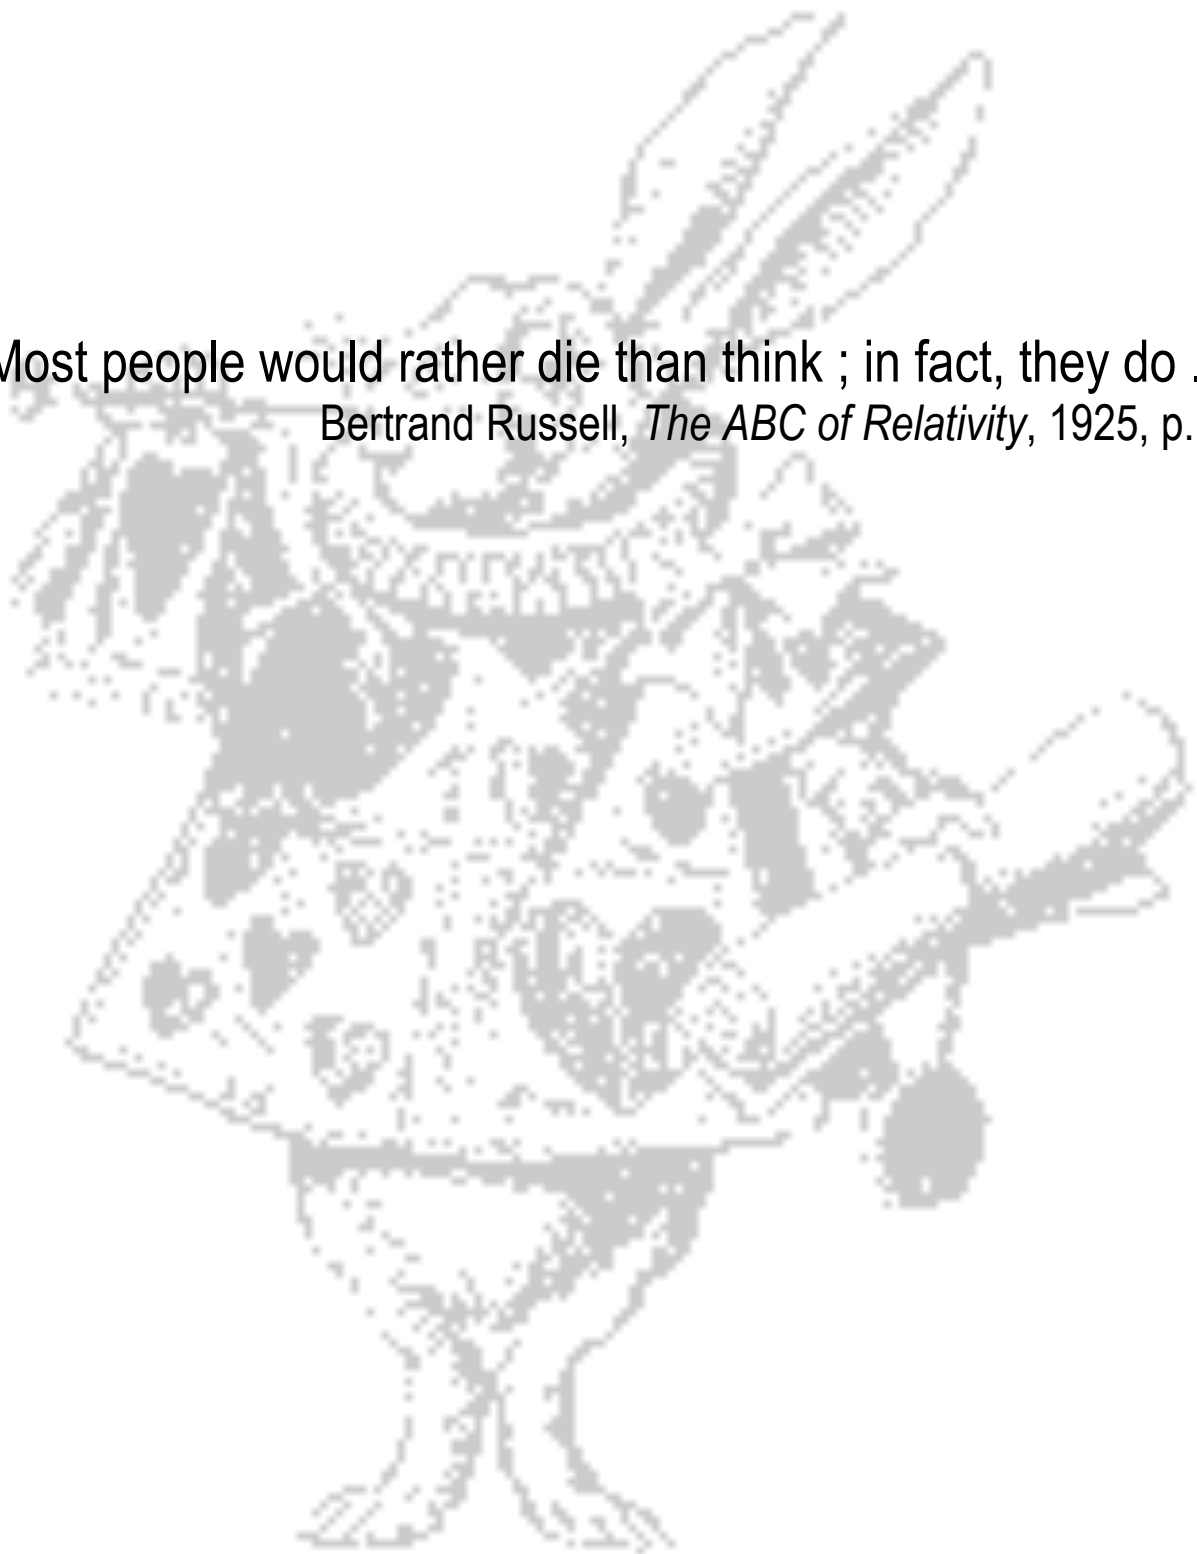 Most people would rather die than think ; in fact, they do .
Bertrand Russell, The ABC of Relativity, 1925, p.